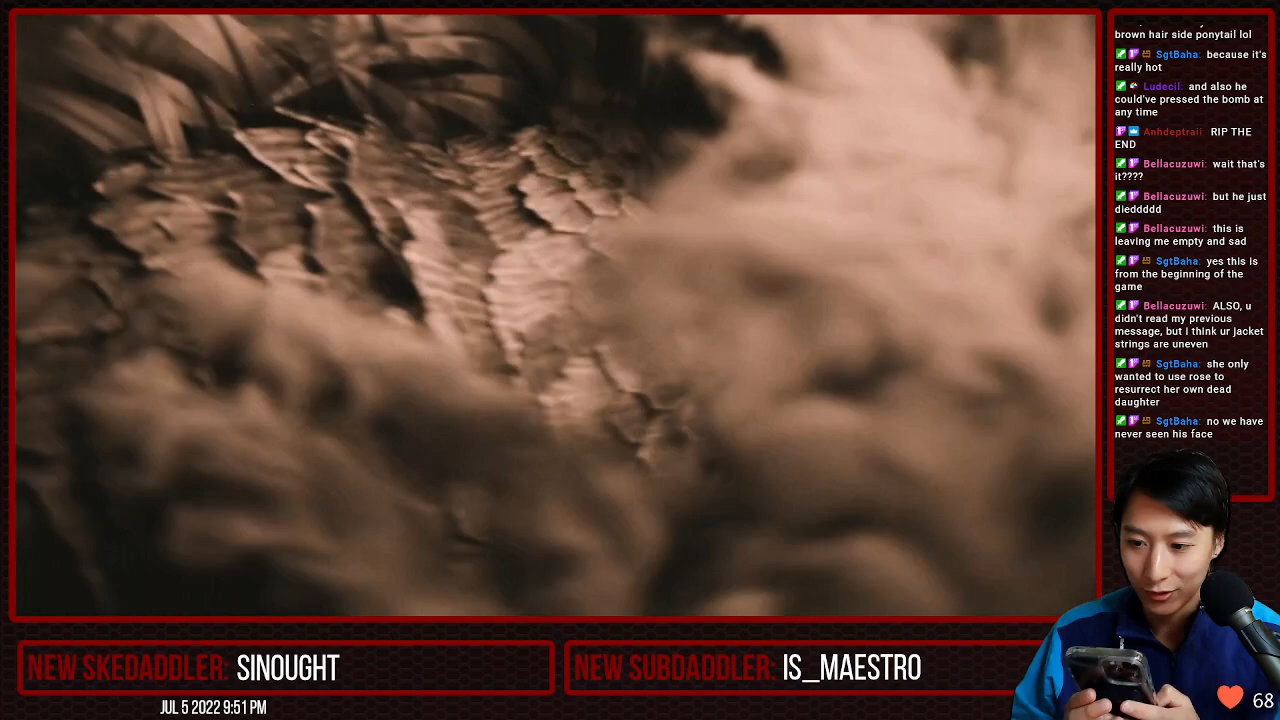 brown hair side ponytail lol
SgtBaha: because it's
really hot
Ludecil: and also he
could've pressed the bomb at
any time
Anhdeptraii: RIP THE
END
Bellacuzuwi: wait that's
it????
Bellacuzuwi: but he just
dieddddd
Bellacuzuwi: this is
leaving me empty and sad
SgtBaha: yes this is
from the beginning of the
game
Bellacuzuwi: ALSO, u
didn't read my previous
message, but i think ur jacket
strings are uneven
SgtBaha: she only
wanted to use rose to
resurrect her own dead
daughter
SgtBaha: no we have
never seen his face
NEW SKEDADDLER: SINOUGHT
NEW SUBDADDLER: IS_MAESTRO
JUL 5 2022 9:51 PM
68